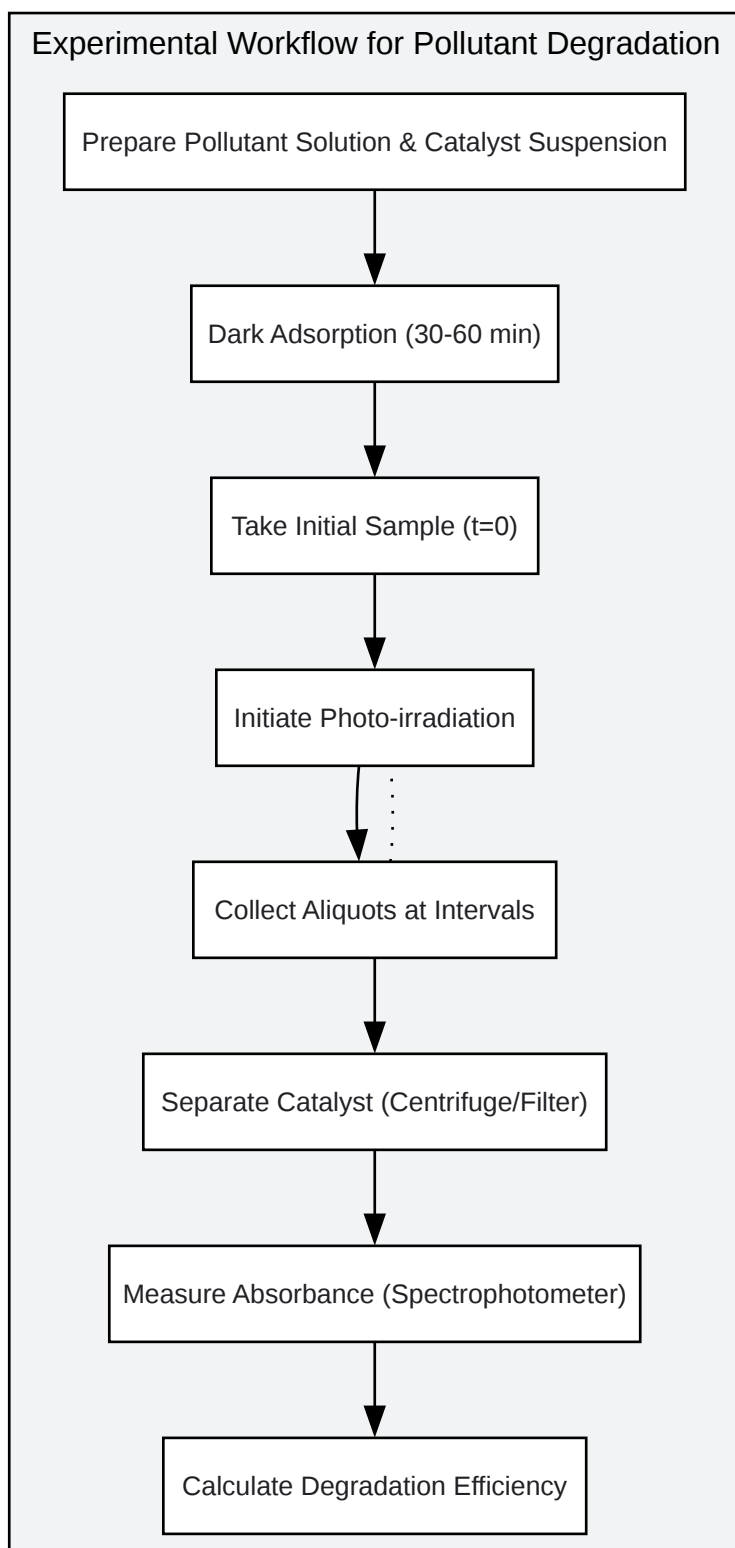 Experimental Workflow for Pollutant Degradation
Prepare Pollutant Solution & Catalyst Suspension
Dark Adsorption (30-60 min)
Take Initial Sample (t=0)
Initiate Photo-irradiation
Collect Aliquots at Intervals
Separate Catalyst (Centrifuge/Filter)
Measure Absorbance (Spectrophotometer)
Calculate Degradation Efficiency